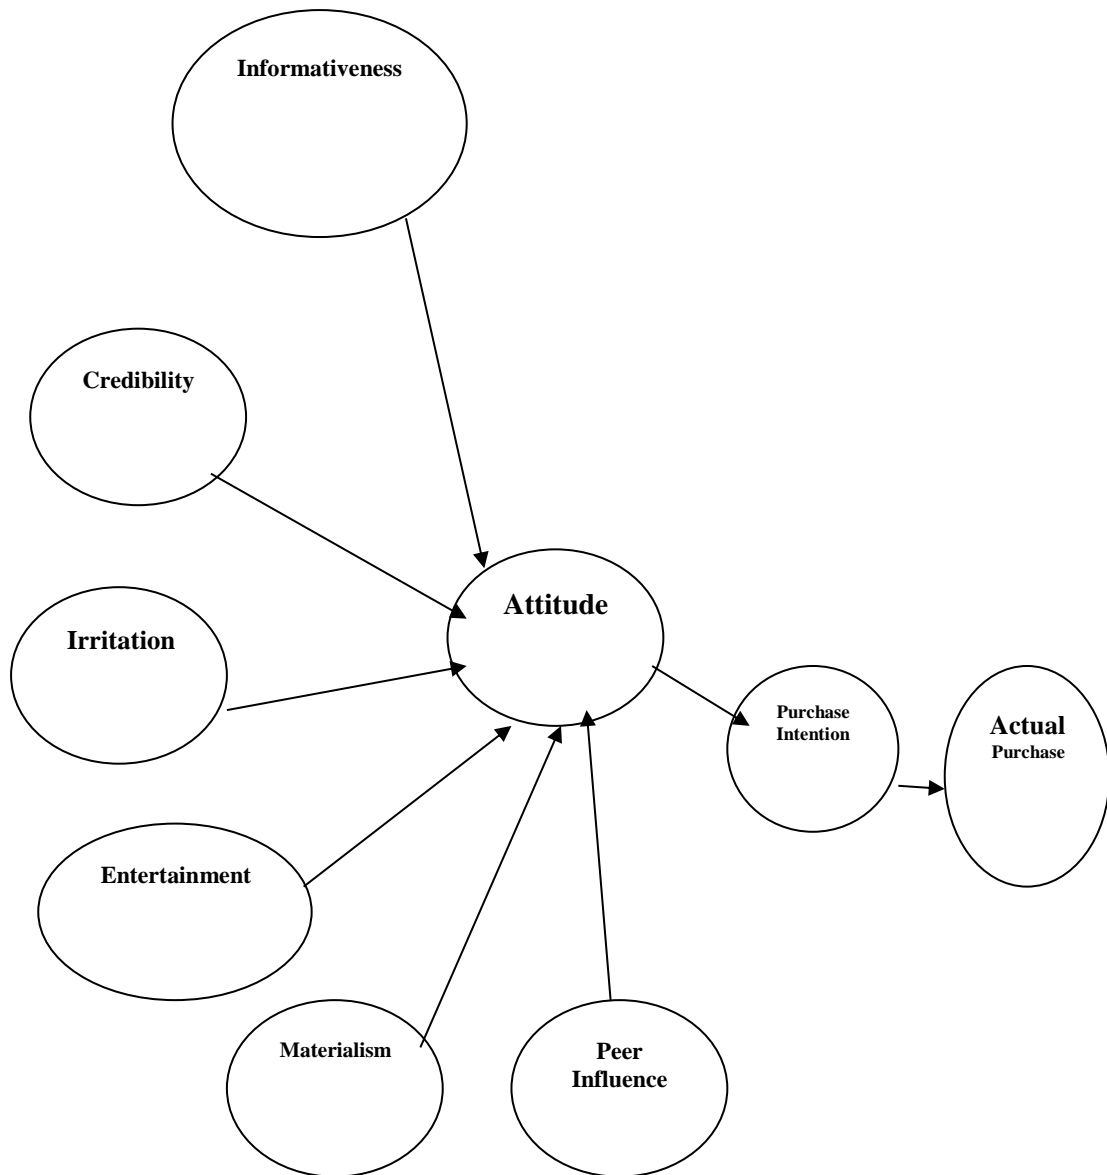 Informativeness
Credibility
Attitude
Irritation
Purchase
Intention
Actual
Purchase
Entertainment
Materialism
Peer
Influence